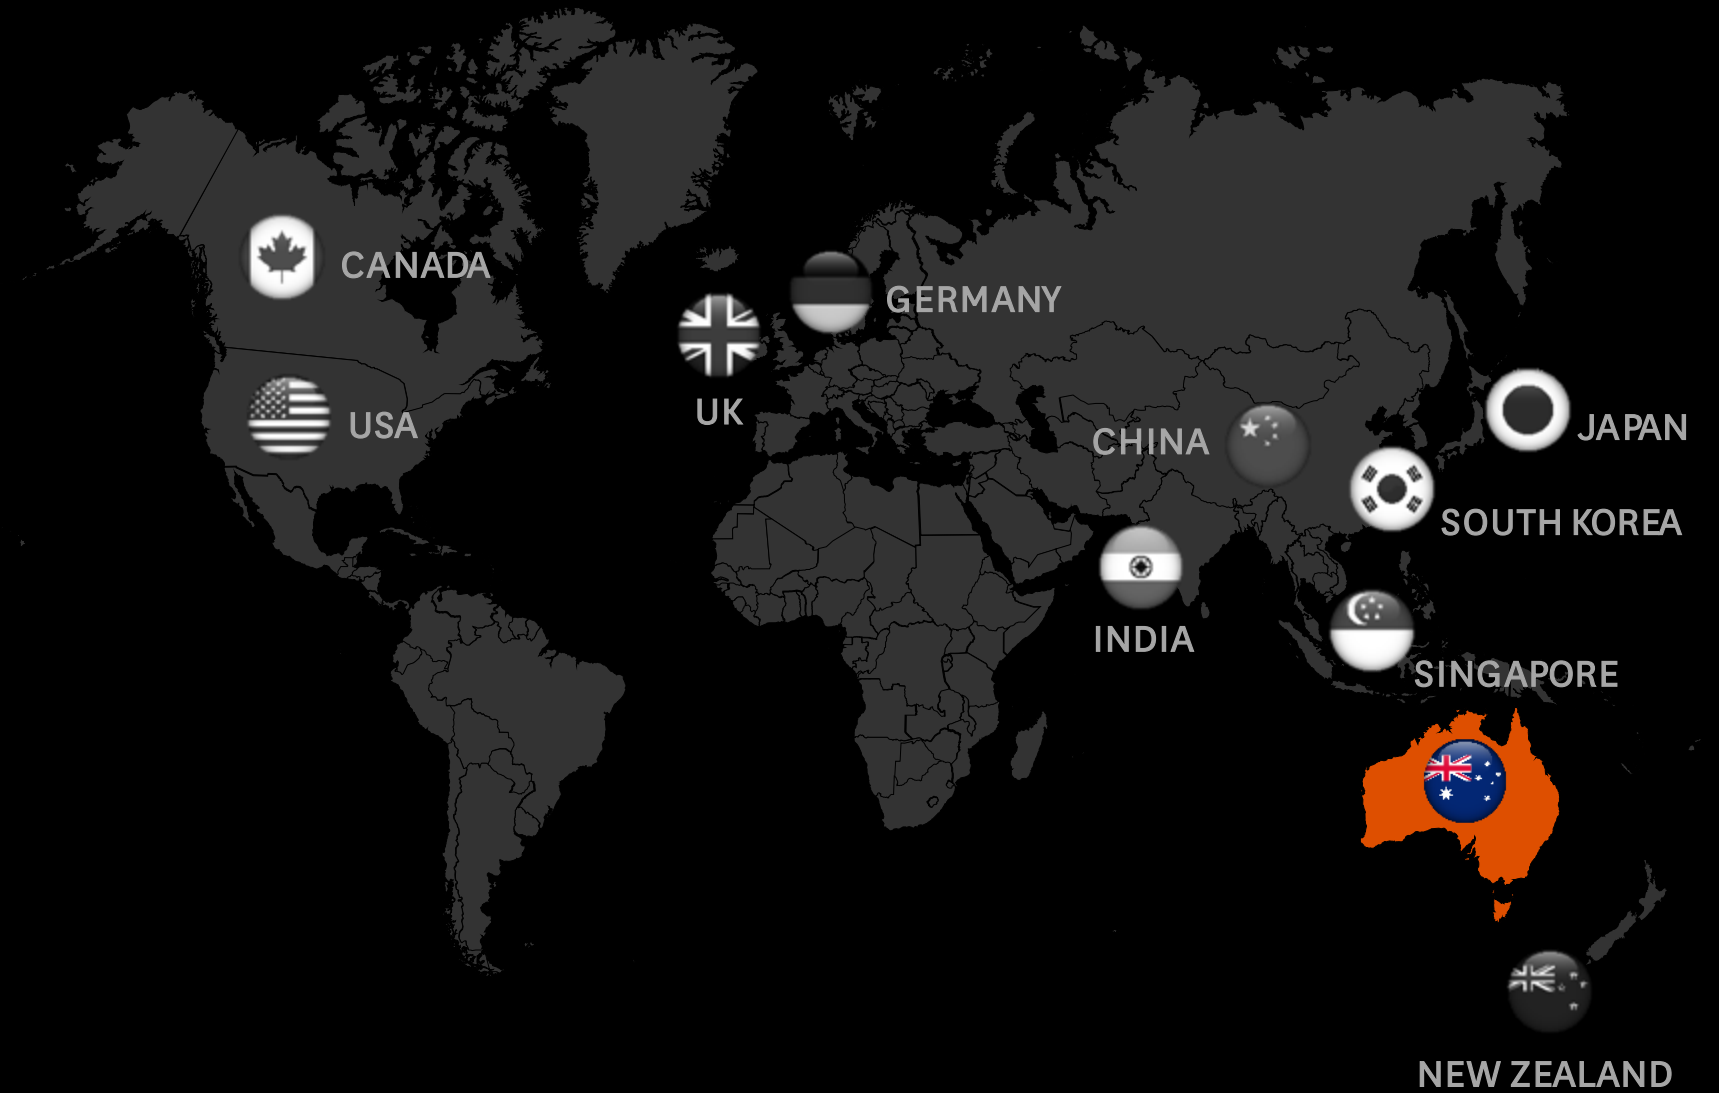 CANADA
GERMANY
UK
USA
CHINA
JAPAN
SOUTH KOREA
INDIA
SINGAPORE
NEW ZEALAND